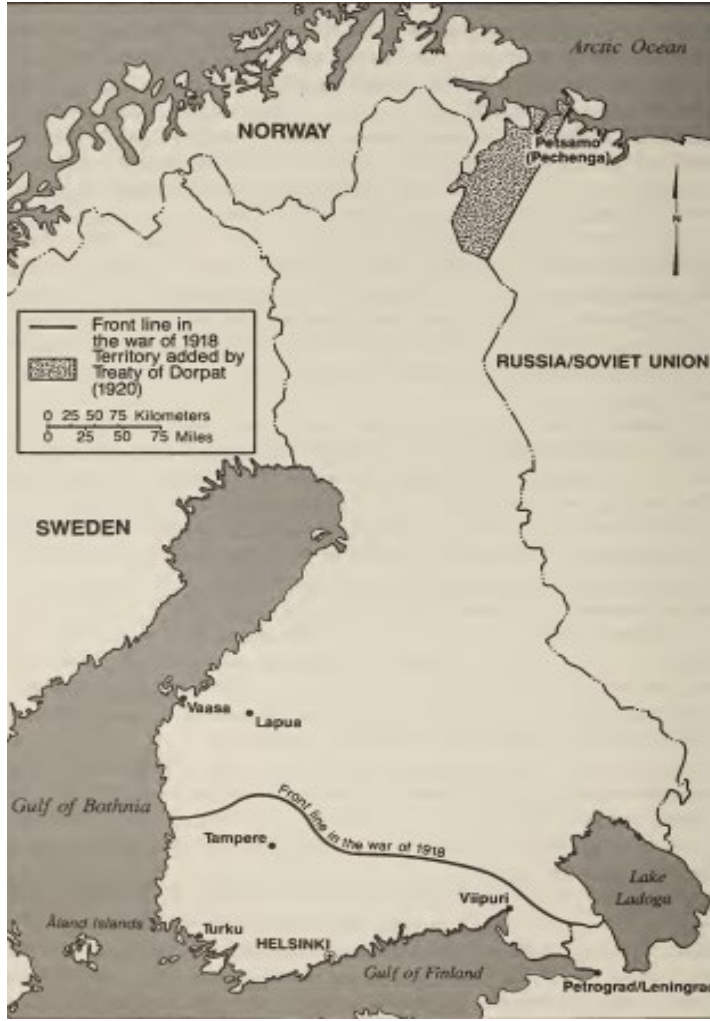 Arctic Ocean
NORWAY
Petsamo
(Pechenga)
N
Front line in
the war of 1918
Territory added by
Treaty of Dorpat
(1920)
0 25 50 75 Kilometers
0 25 50 75 Miles
RUSSIA/SOVIET UNION
SWEDEN
Vaasa
Lapua
Gulf of Bothnia
Front line in the war of 1918
Tampere
Lake
Ladoga
Viipuri
Åland Islands
Turku
HELSINKI
Gulf of Finland
Petrograd/Leningrad